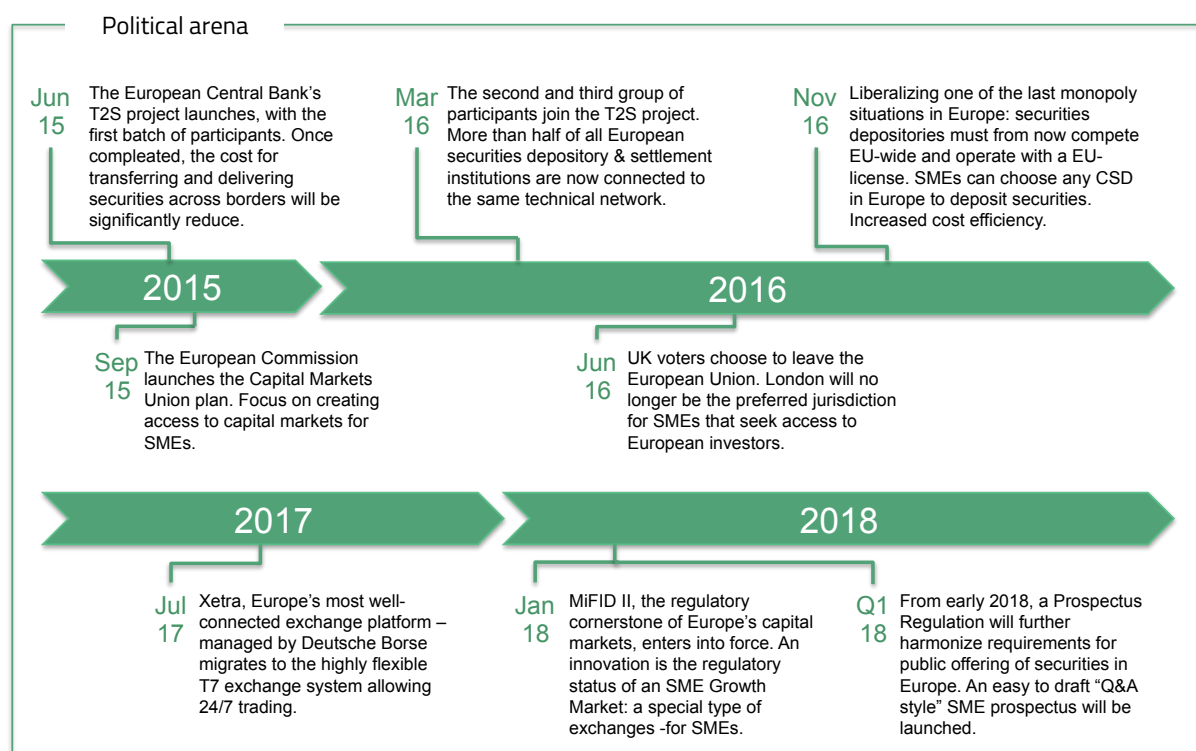 Political arena
Jun
15
The European Central Bank's
T2S project launches, with the
first batch of participants. Once
compleated, the cost for
transferring and delivering
securities across borders will be
significantly reduce.
Mar
16
The second and third group of
participants join the T2S project.
More than half of all European
securities depository & settlement
institutions are now connected to
the same technical network.
Nov
16
Liberalizing one of the last monopoly
situations in Europe: securities
depositories must from now compete
EU-wide and operate with a EU-
license. SMEs can choose any CSD
in Europe to deposit securities.
Increased cost efficiency.
2015
2016
Sep
15
The European Commission
launches the Capital Markets
Union plan. Focus on creating
access to capital markets for
SMEs.
Jun
16
UK voters choose to leave the
European Union. London will no
longer be the preferred jurisdiction
for SMEs that seek access to
European investors.
2017
2018
Jul
17
Xetra, Europe's most well-
connected exchange platform –
managed by Deutsche Borse
migrates to the highly flexible
T7 exchange system allowing
24/7 trading.
Jan
18
MiFID II, the regulatory
cornerstone of Europe's capital
markets, enters into force. An
innovation is the regulatory
status of an SME Growth
Market: a special type of
exchanges -for SMEs.
Q1
18
From early 2018, a Prospectus
Regulation will further
harmonize requirements for
public offering of securities in
Europe. An easy to draft “Q&A
style” SME prospectus will be
launched.